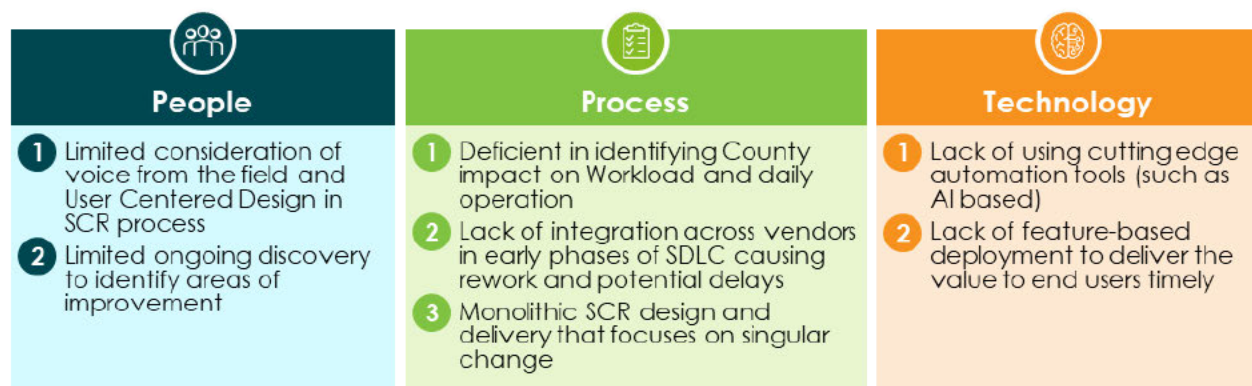 People
1 Limited consideration of
voice from the field and
User Centered Design in
SCR process
2 Limited ongoing discovery
to identify areas of
improvement
Process
1 Deficient in identifying County
impact on Workload and daily
operation
2 Lack of integration across vendors
in early phases of SDLC causing
rework and potential delays
3 Monolithic SCR design and
delivery that focuses on singular
change
Technology
1 Lack of using cutting edge
automation tools (such as
AI based)
2 Lack of feature-based
deployment to deliver the
value to end users timely